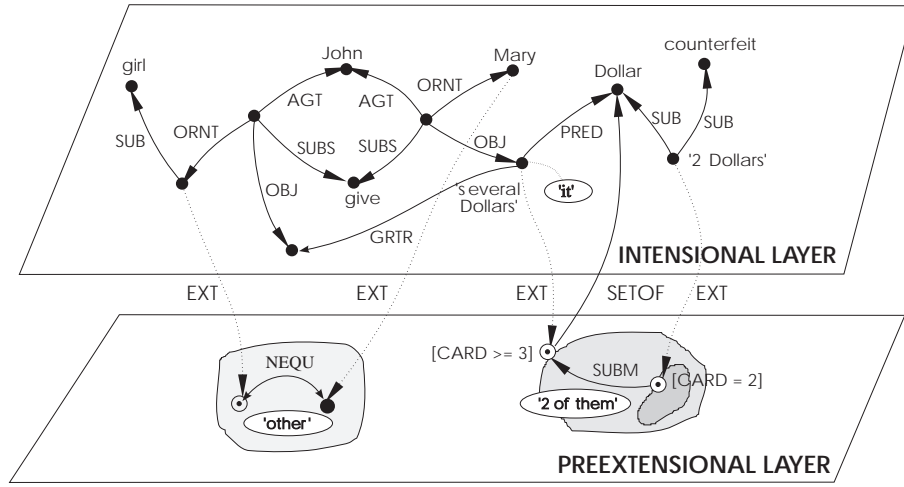 counterfeit
John
Mary
girl
Dollar
AGT
AGT
ORNT
ORNT
SUB
SUB
SUB
PRED
SUBS
SUBS
OBJ
OBJ
'2 Dollars'
give
'several
Dollars'
'it'
GRTR
INTENSIONAL LAYER
EXT
EXT
EXT
SETOF
EXT
[CARD >= 3]
NEQU
SUBM
[CARD = 2]
'other'
'2 of them'
PREEXTENSIONAL LAYER